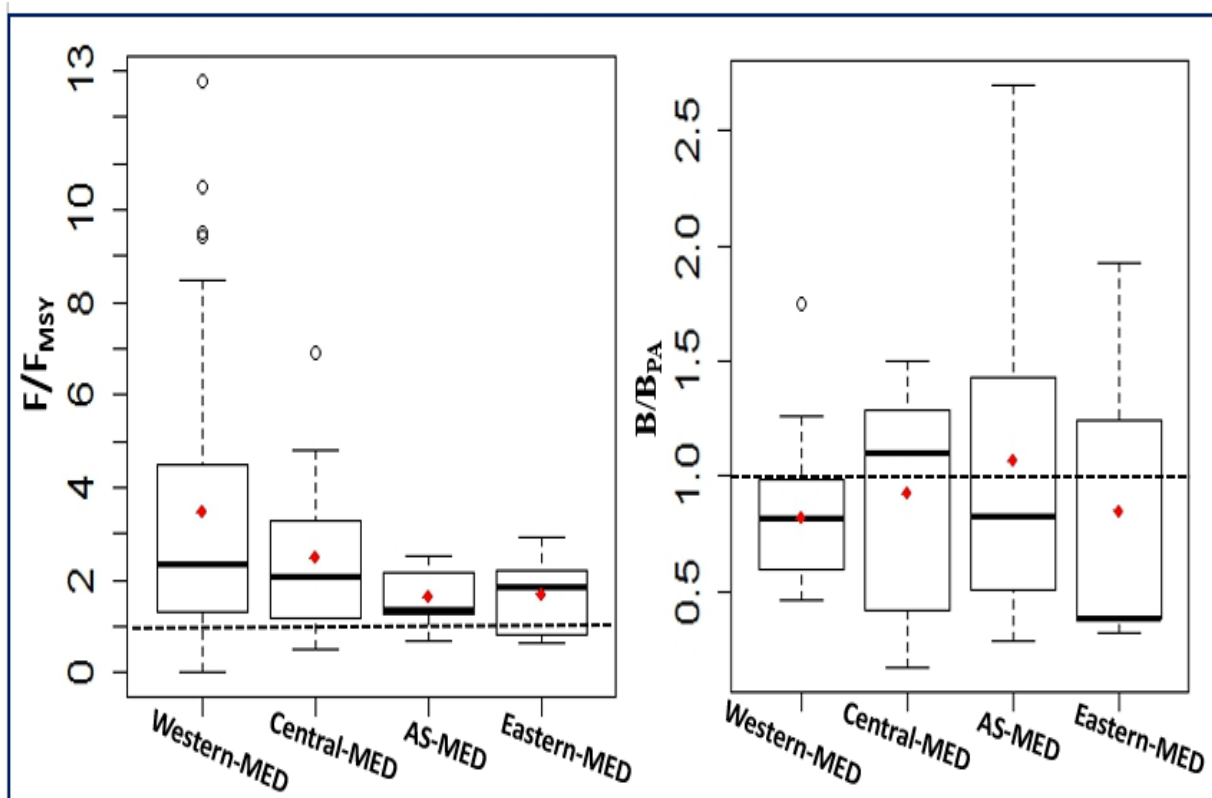 13
10
8
6
4
2
0
F/F_MSY
Western-MED
Central-MED
AS-MED
Eastern-MED
2.5
2.0
1.5
1.0
0.5
B/B_PA
Western-MED
Central-MED
AS-MED
Eastern-MED